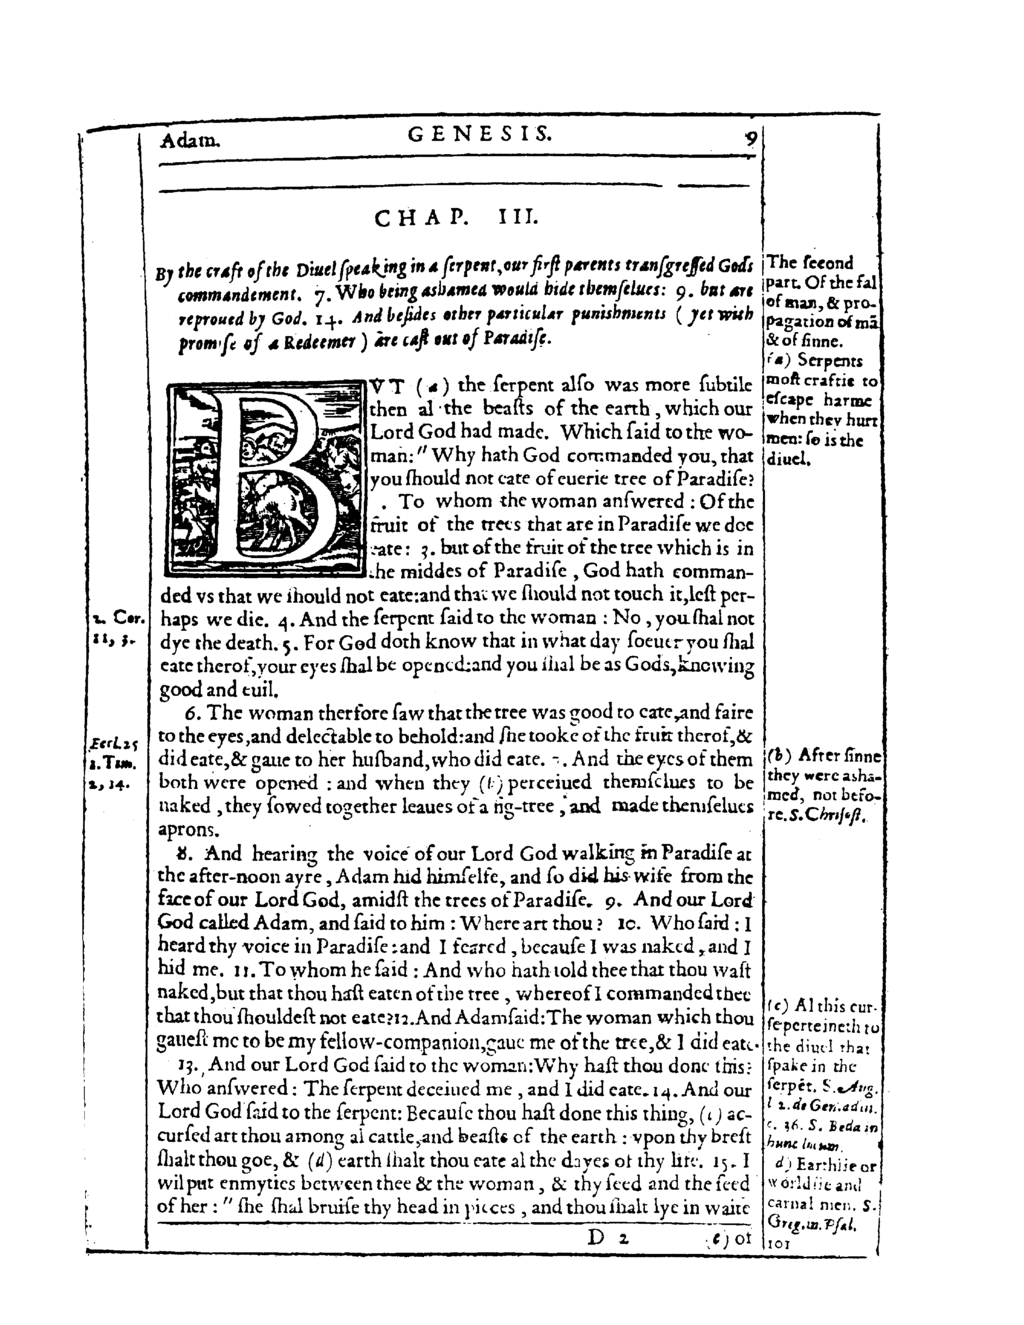 Adam. GENESIS. 9
CHAP. III.
By the craft of the Diuel ſpeaking in a ſerpent, our firſt parents tranſgreſſed Gods
commandement. 7. Who being aſhamed would hide themſelues: 9. but are
reproued by God. 14. And beſides other particular puniſhments ( yet with
promiſe of a Redeemer ) are caſt out of Paradiſe.
BVT (a) the ſerpent alſo was more ſubtile
then al the beaſts of the earth, which our
Lord God had made. Which ſaid to the wo-
man: " Why hath God commanded you, that
you ſhould not eate of euerie tree of Paradiſe?
. To whom the woman anſwered : Of the
fruit of the trees that are in Paradiſe we doe
eate: 3. but of the fruit of the tree which is in
the middes of Paradiſe, God hath comman-
ded vs that we ſhould not eate:and that we ſhould not touch it,leſt per-
haps we die. 4. And the ſerpent ſaid to the woman : No, you ſhal not
dye the death. 5. For God doth know that in what day ſoeuer you ſhal
eate therof,your eyes ſhal be opened:and you ſhal be as Gods,knowing
good and euil.
6. The woman therfore ſaw that the tree was good to eate,and faire
to the eyes,and delectable to behold:and ſhe tooke of the fruit therof,&
did eate,& gaue to her huſband,who did eate. 7. And the eyes of them
both were opened : and when they (b) perceiued themſelues to be
naked, they ſowed together leaues of a fig-tree, and made themſelues
aprons.
8. And hearing the voice of our Lord God walking in Paradiſe at
the after-noon ayre, Adam hid himſelfe, and ſo did his wife from the
face of our Lord God, amidſt the trees of Paradiſe. 9. And our Lord
God called Adam, and ſaid to him : Where art thou? 10. Who ſaid : I
heard thy voice in Paradiſe:and I feared, becauſe I was naked, and I
hid me. 11. To whom he ſaid : And who hath told thee that thou waſt
naked,but that thou haſt eaten of the tree, whereof I commanded thee
that thou ſhouldeſt not eate?12.And Adam ſaid:The woman which thou
gaueſt me to be my fellow-companion,gaue me of the tree,& I did eate.
13. And our Lord God ſaid to the woman:Why haſt thou done this?
Who anſwered : The ſerpent deceiued me, and I did eate. 14. And our
Lord God ſaid to the ſerpent: Becauſe thou haſt done this thing, (c) ac-
curſed art thou among al cattle,and beaſts of the earth : vpon thy breſt
ſhalt thou goe, & (d) earth ſhalt thou eate al the dayes of thy life. 15. I
wil put enmyties between thee & the woman, & thy ſeed and the ſeed
of her : " ſhe ſhal bruiſe thy head in pieces, and thou ſhalt lye in waite
D 2 (e) of
2. Cor.
11, 3.
Eccl. 25
1. Tim.
2, 14.
The ſecond
part. Of the fal
of man, & pro-
pagation of mã
& of ſinne.
(a) Serpents
moſt craftie to
eſcape harme
when they hurt
men: ſo is the
diuel.
(b) After ſinne
they were aſha-
med, not befo-
re. S. Chriſoſt.
(c) Al this cur-
ſe perteineth to
the diuel that
ſpake in the
ſerpẽt. S. Aug.
l 2. de Gen. ad lit.
c. 36. S. Beda in
hunc locum.
d) Earthlie or
worldlie and
carnal men. S.
Greg. in. Pſal.
101